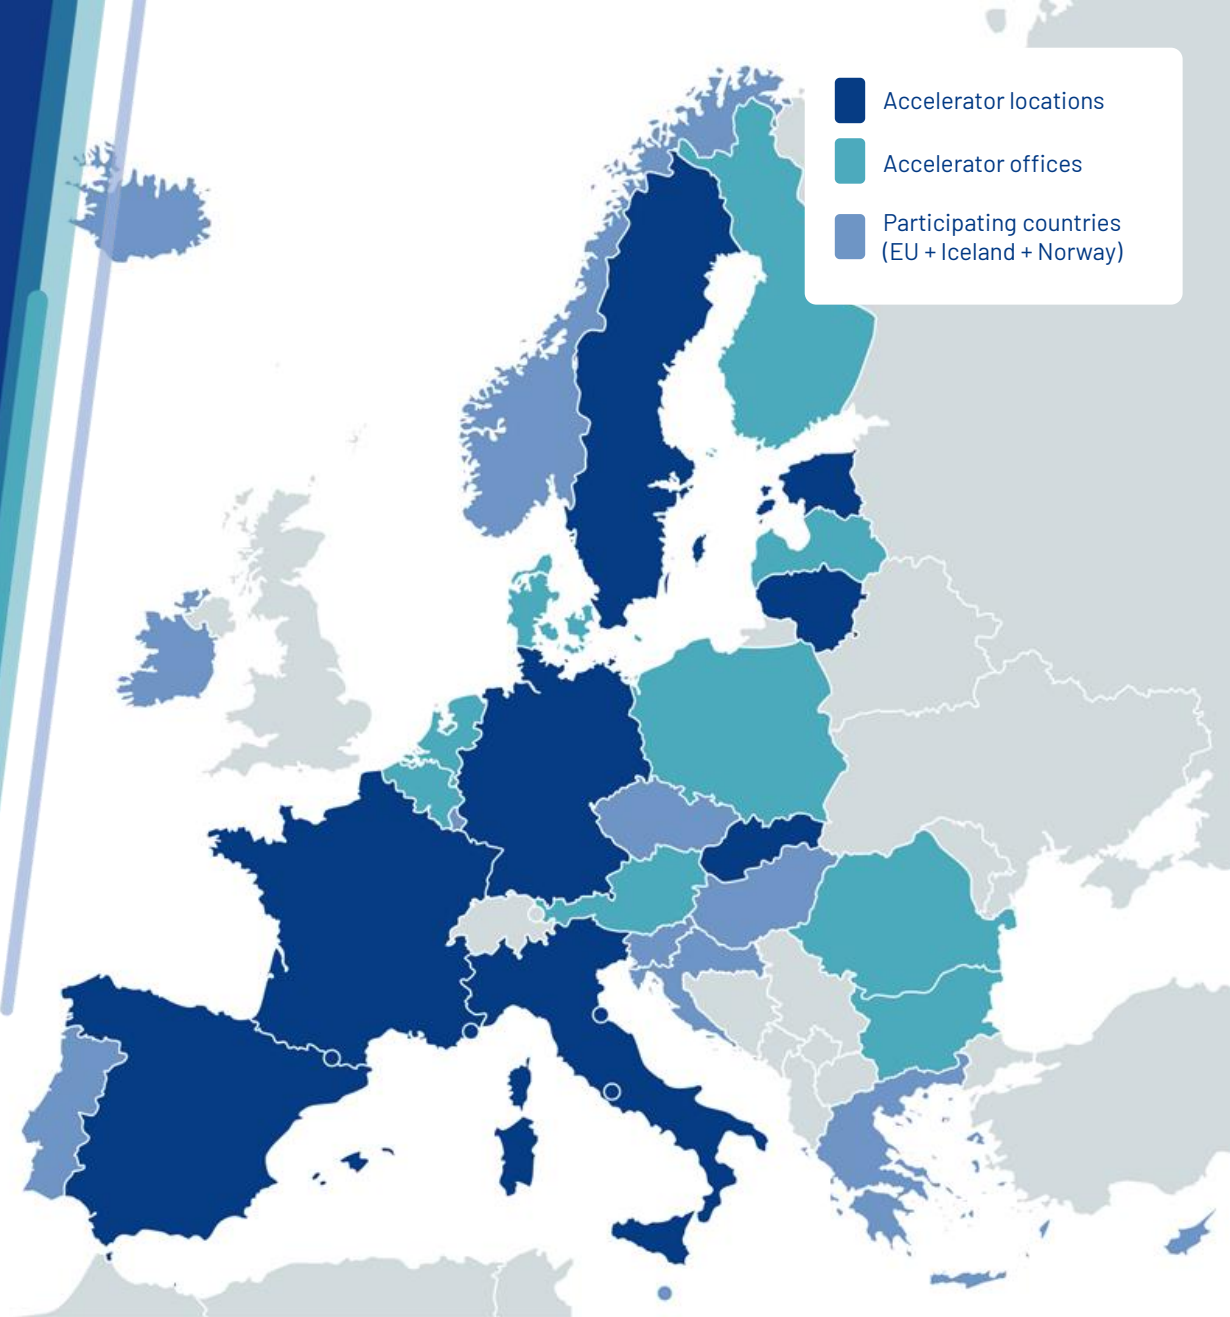 Accelerator locations
Accelerator offices
Participating countries
(EU + Iceland + Norway)